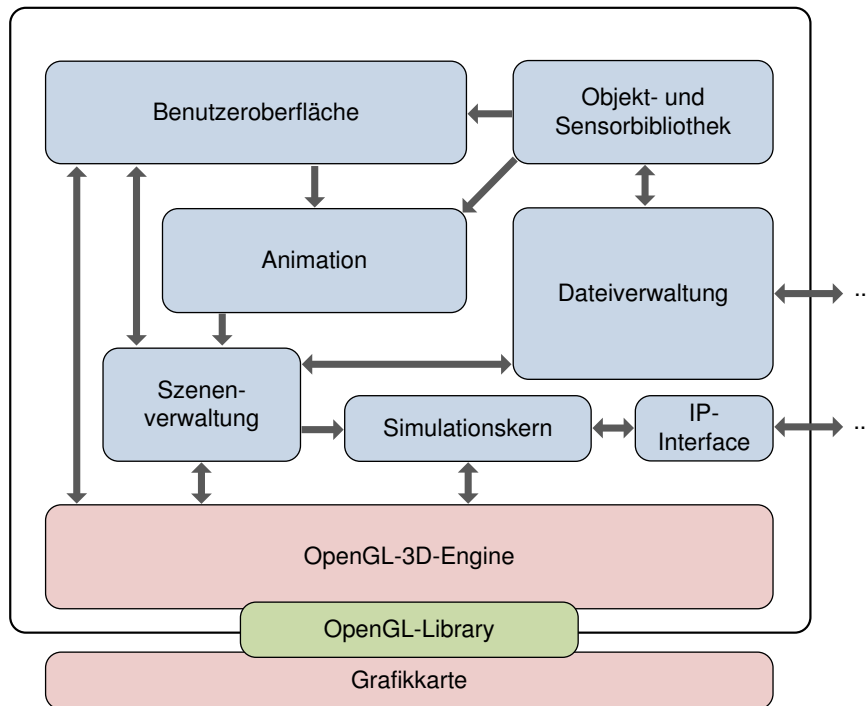 Benutzeroberfläche
Objekt- und
Sensorbibliothek
Animation
Dateiverwaltung
...
Szenen-
verwaltung
Simulationskern
IP-
Interface
...
OpenGL-3D-Engine
OpenGL-Library
Grafikkarte